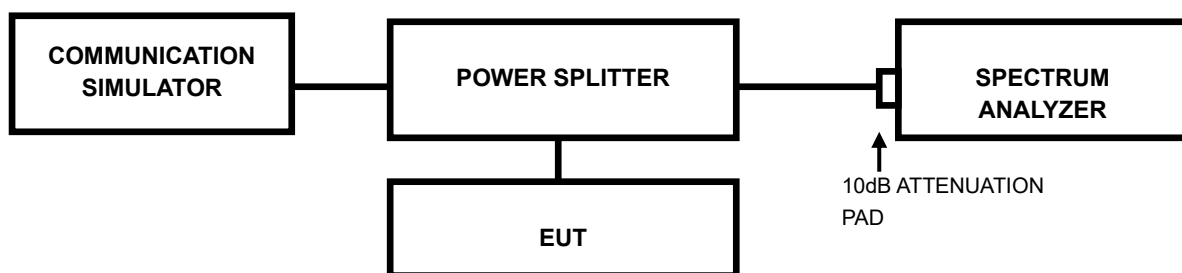 COMMUNICATION
SIMULATOR
POWER SPLITTER
SPECTRUM
ANALYZER
10dB ATTENUATION
PAD
EUT